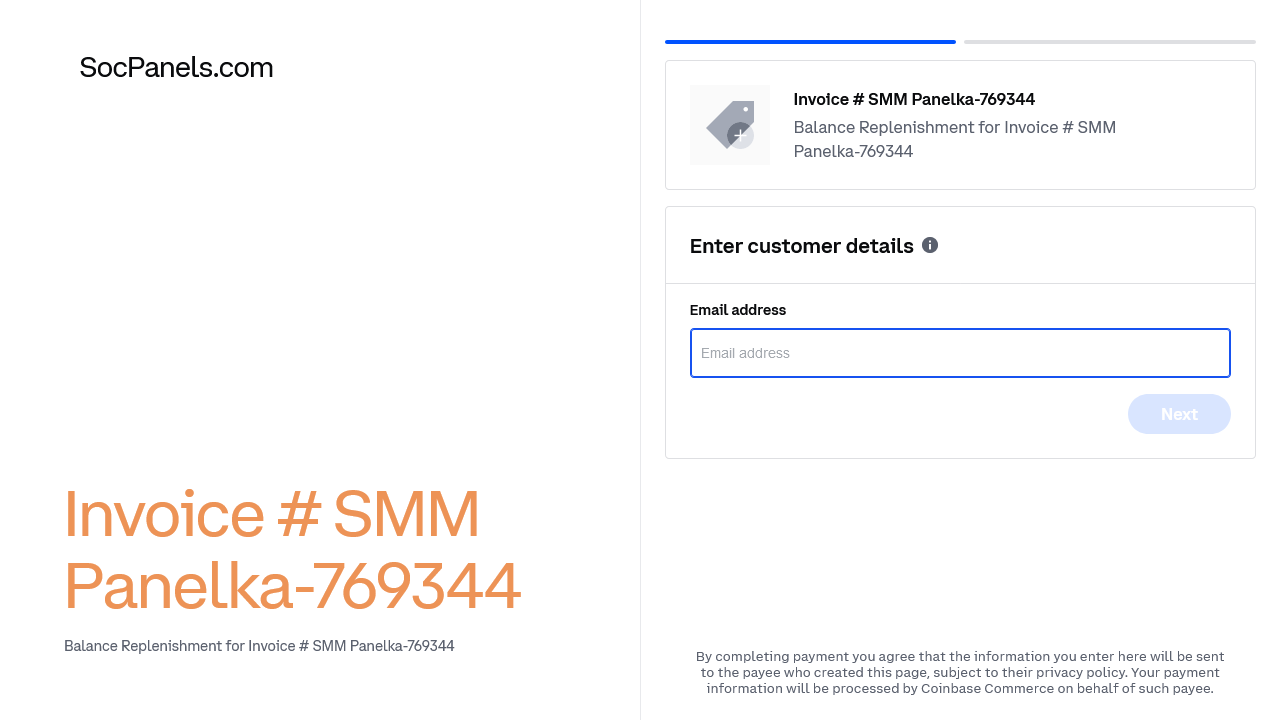 SocPanels.com
Invoice # SMM
Panelka-769344
Balance Replenishment for Invoice # SMM Panelka-769344
Invoice # SMM Panelka-769344
Balance Replenishment for Invoice # SMM
Panelka-769344
Enter customer details
Email address
Email address
Next
By completing payment you agree that the information you enter here will be sent
to the payee who created this page, subject to their privacy policy. Your payment
information will be processed by Coinbase Commerce on behalf of such payee.